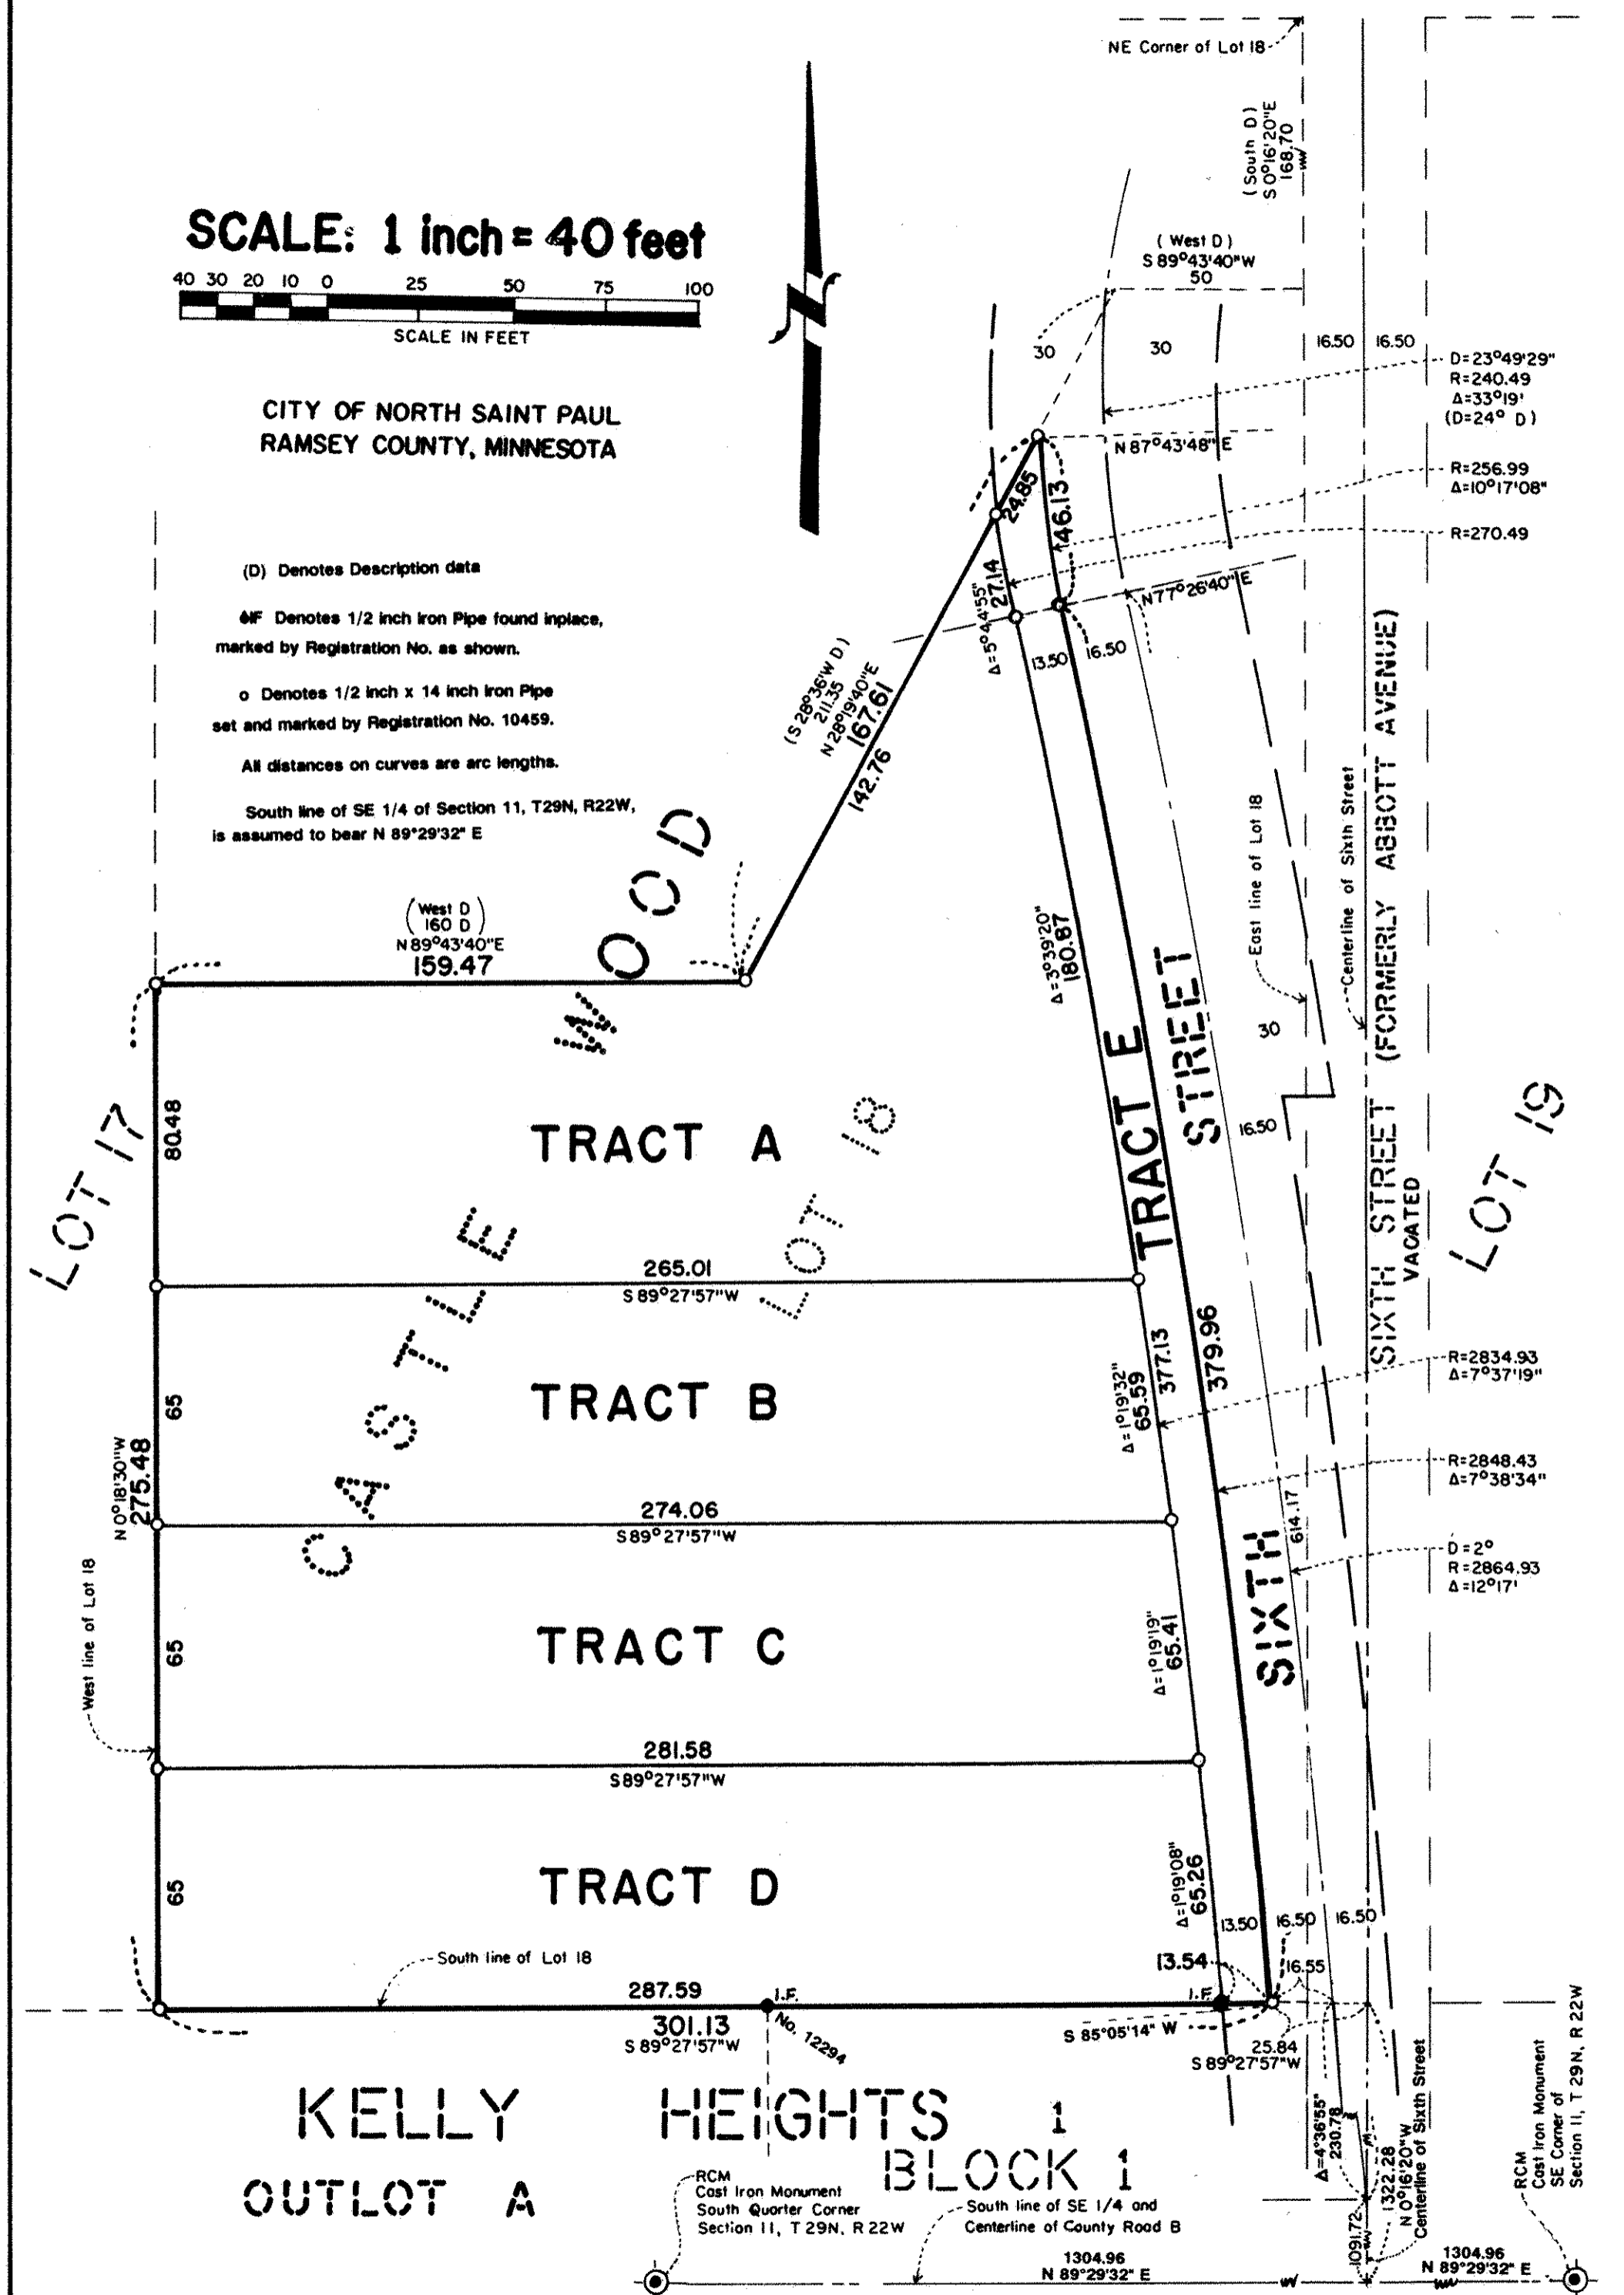 NE Corner of Lot 18
(South D)
S 0°16'20"E
168.70
SCALE: 1 inch = 40 feet
40 30 20 10 0 25 50 75 100
SCALE IN FEET
(West D)
S 89°43'40"W
50
30
30
16.50
16.50
D=23°49'29"
R=240.49
Δ=33°19'
(D=24° D)
CITY OF NORTH SAINT PAUL
RAMSEY COUNTY, MINNESOTA
N 87°43'48" E
R=256.99
Δ=10°17'08"
R=270.49
24.85
46.13
27.14
Δ=5°44'55"
N77°26'40"E
13.50
16.50
(D) Denotes Description data
IF Denotes 1/2 inch Iron Pipe found inplace,
marked by Registration No. as shown.
o Denotes 1/2 inch x 14 inch Iron Pipe
set and marked by Registration No. 10459.
All distances on curves are arc lengths.
South line of SE 1/4 of Section 11, T29N, R22W,
is assumed to bear N 89°29'32" E
(S 28°36'W D)
211.35
N 28°19'40"E
167.61
142.76
(West D)
(160 D)
N 89°43'40"E
159.47
Δ=3°39'20"
180.87
East line of Lot 18
Centerline of Sixth Street
SIXTH STREET (FORMERLY ABBOTT AVENUE)
VACATED
30
16.50
LOT 17
LOT 19
80.48
TRACT A
CASTLE WOOD
LOT 18
TRACT E
SIXTH STREET
265.01
S 89°27'57"W
377.13
379.96
R=2834.93
Δ=7°37'19"
Δ=1°19'32"
65.59
65
TRACT B
N 0°18'30"W
275.48
R=2848.43
Δ=7°38'34"
614.17
274.06
S 89°27'57"W
D=2°
R=2864.93
Δ=12°17'
West line of Lot 18
65
TRACT C
Δ=1°19'19"
65.41
281.58
S89°27'57"W
65
TRACT D
Δ=1°19'08"
65.26
13.50
16.50
16.50
13.54
16.55
South line of Lot 18
287.59
I.F.
I.F.
301.13
S 89°27'57"W
No. 12294
S 85°05'14" W
25.84
S 89°27'57"W
KELLY HEIGHTS 1
BLOCK 1
OUTLOT A
Δ=4°36'55"
230.78
1091.72
1322.28
N 0°16'20"W
Centerline of Sixth Street
RCM
Cast Iron Monument
South Quarter Corner
Section 11, T 29N, R 22W
South line of SE 1/4 and
Centerline of County Road B
RCM
Cast Iron Monument
SE Corner of
Section 11, T 29N, R 22W
1304.96
N 89°29'32" E
1304.96
N 89°29'32" E